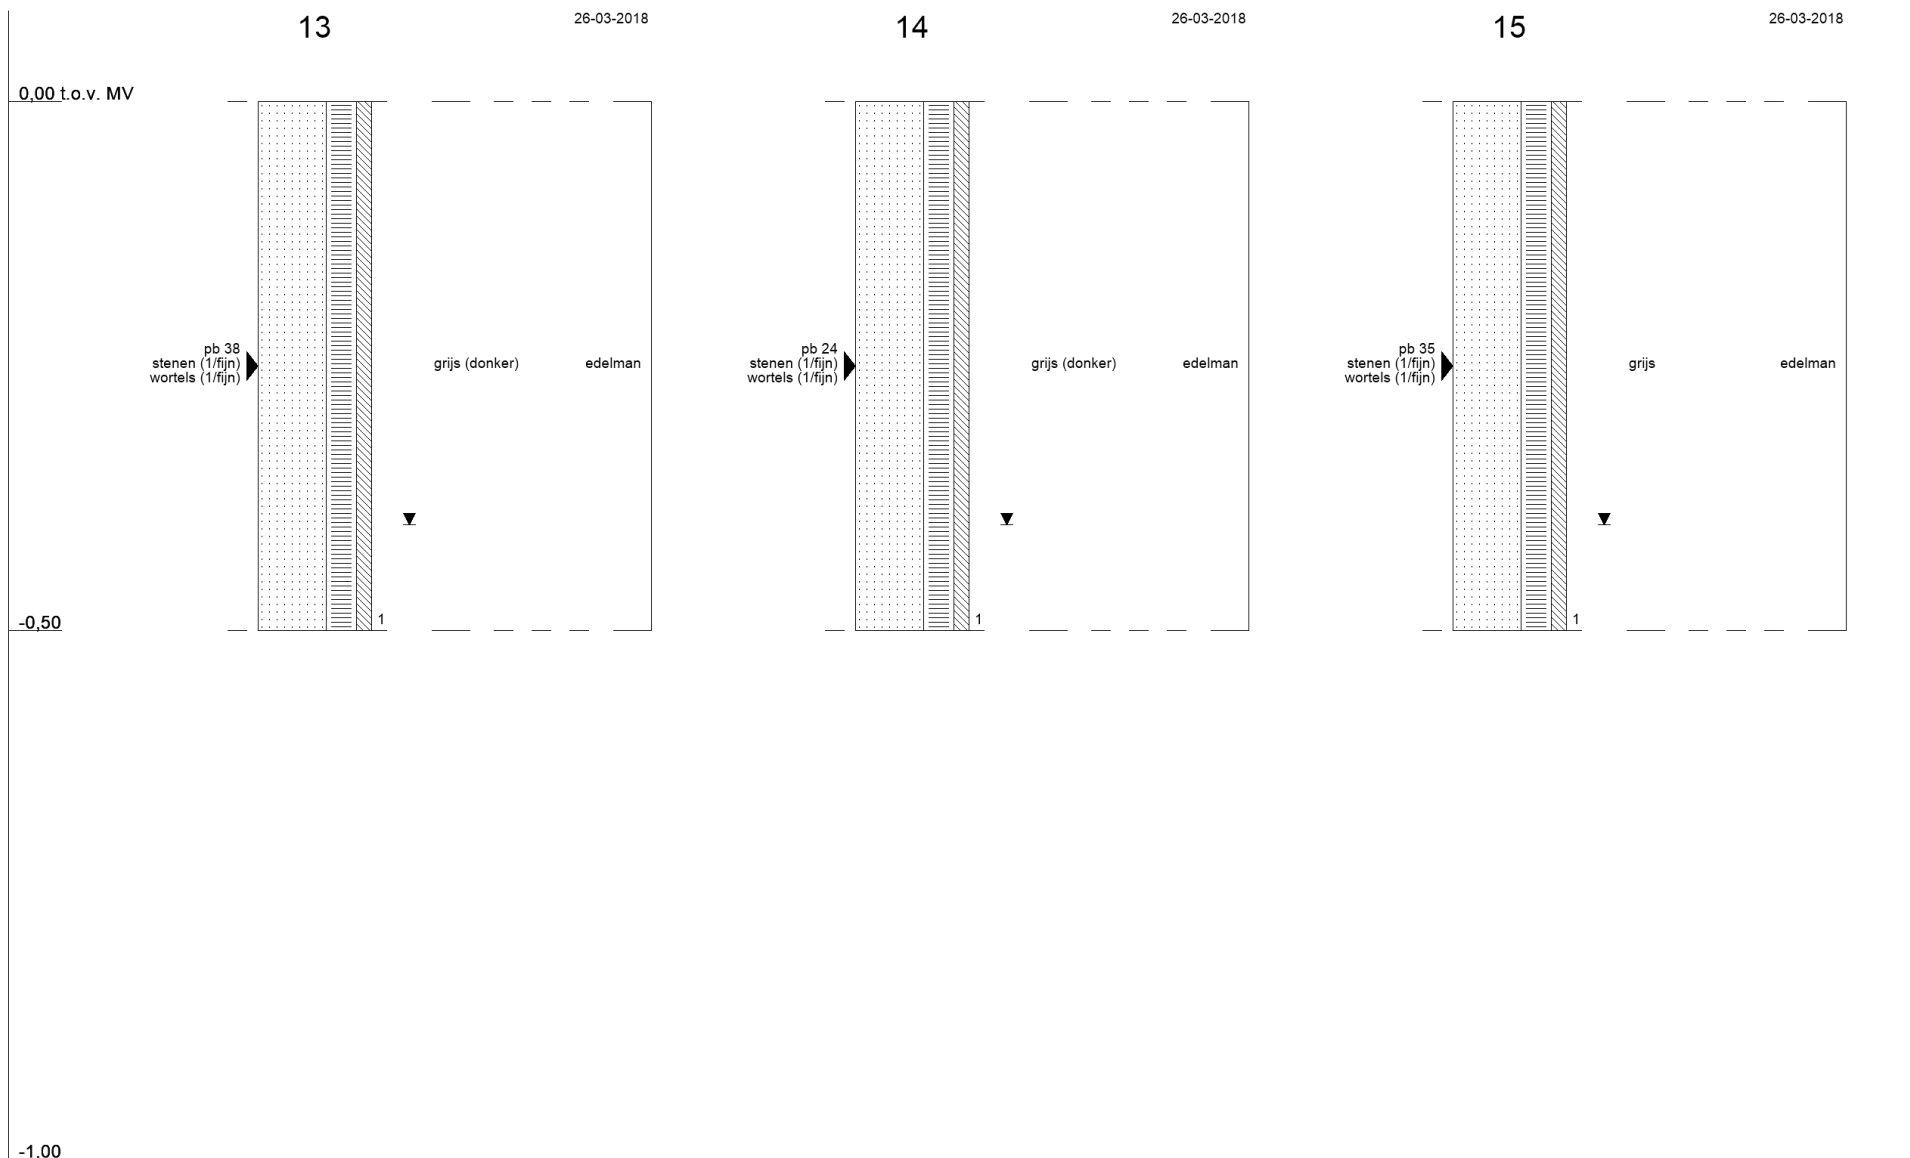 13
26-03-2018
14
26-03-2018
15
26-03-2018
0,00 t.o.v. MV
pb 38
stenen (1/fijn)
wortels (1/fijn)
grijs (donker)
edelman
1
pb 24
stenen (1/fijn)
wortels (1/fijn)
grijs (donker)
edelman
1
pb 35
stenen (1/fijn)
wortels (1/fijn)
grijs
edelman
1
-0,50
-1,00